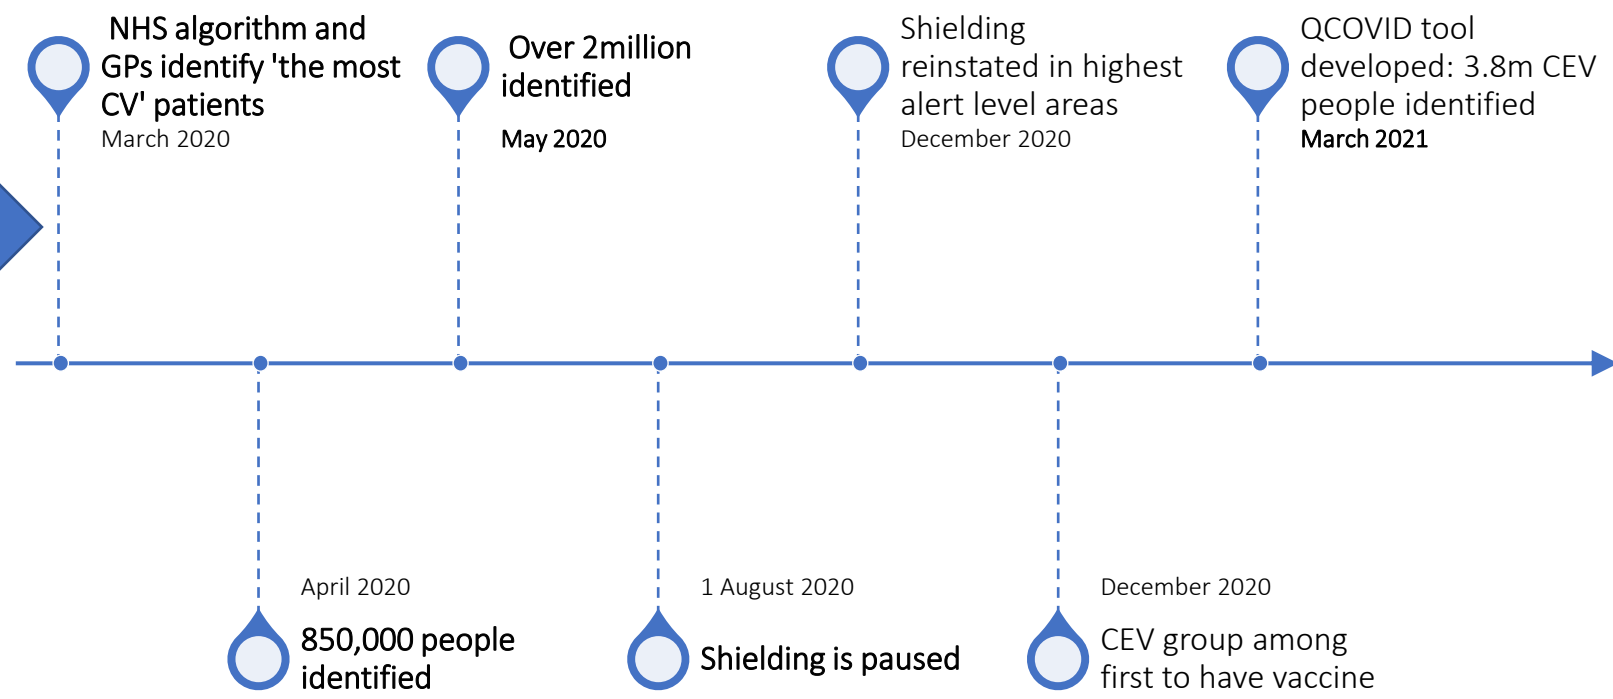 NHS algorithm and
GPs identify 'the most
CV' patients
March 2020
Over 2million
identified
May 2020
Shielding
reinstated in highest
alert level areas
December 2020
QCOVID tool
developed: 3.8m CEV
people identified
March 2021
April 2020
850,000 people
identified
1 August 2020
Shielding is paused
December 2020
CEV group among
first to have vaccine